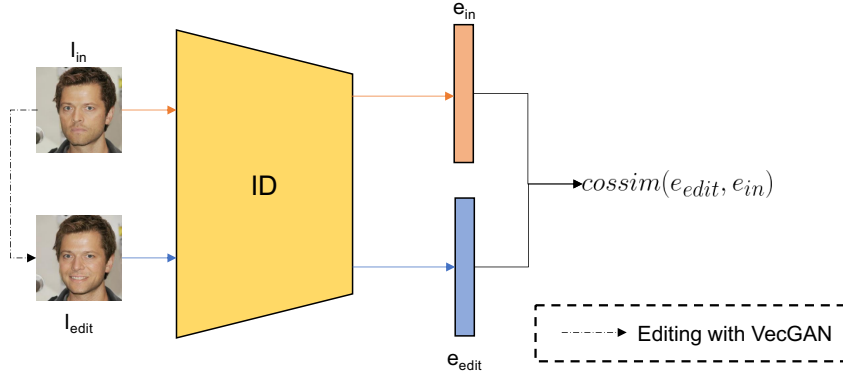 I_in
e_in
ID
cossim(e_edit, e_in)
I_edit
e_edit
Editing with VecGAN